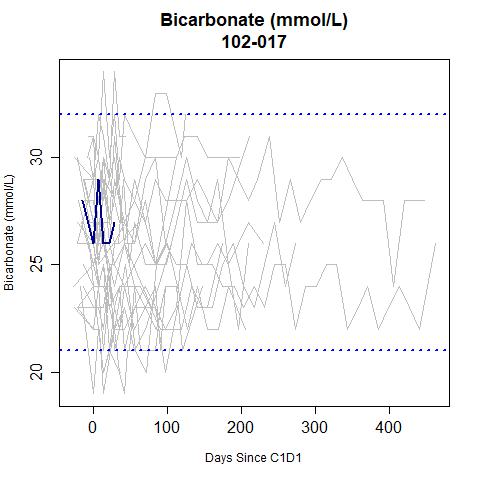 Bicarbonate (mmol/L)
102-017
Bicarbonate (mmol/L)
30
25
20
0 100 200 300 400
Days Since C1D1